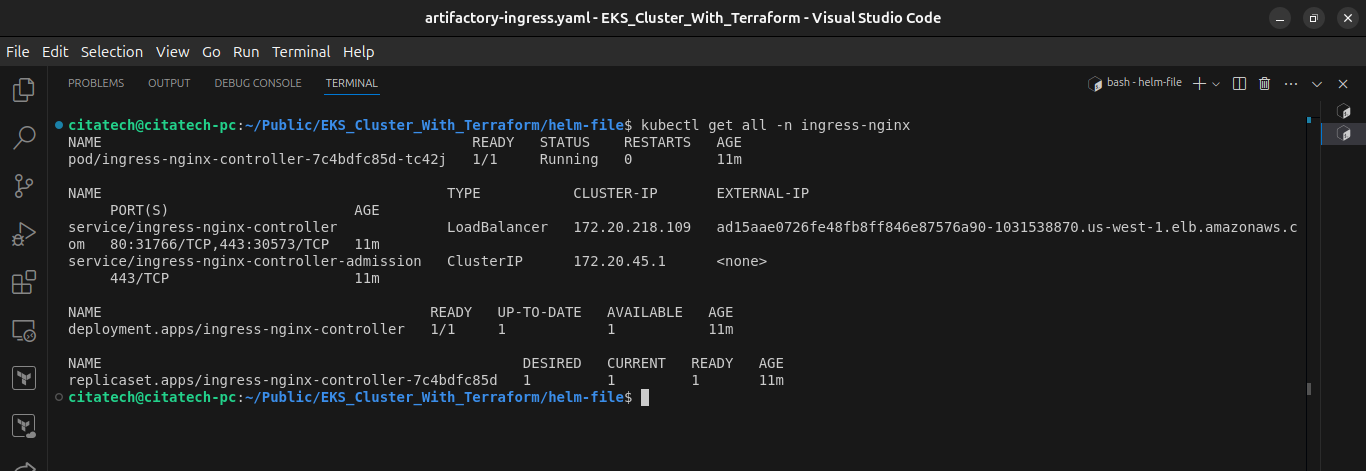 artifactory-ingress.yaml - EKS_Cluster_With_Terraform - Visual Studio Code
File Edit Selection View Go Run Terminal Help
PROBLEMS OUTPUT DEBUG CONSOLE TERMINAL bash - helm-file
citatech@citatech-pc:~/Public/EKS_Cluster_With_Terraform/helm-file$ kubectl get all -n ingress-nginx
NAME READY STATUS RESTARTS AGE
pod/ingress-nginx-controller-7c4bdfc85d-tc42j 1/1 Running 0 11m
NAME TYPE CLUSTER-IP EXTERNAL-IP
PORT(S) AGE
service/ingress-nginx-controller LoadBalancer 172.20.218.109 ad15aae0726fe48fb8ff846e87576a90-1031538870.us-west-1.elb.amazonaws.c
om 80:31766/TCP,443:30573/TCP 11m
service/ingress-nginx-controller-admission ClusterIP 172.20.45.1 <none>
443/TCP 11m
NAME READY UP-TO-DATE AVAILABLE AGE
deployment.apps/ingress-nginx-controller 1/1 1 1 11m
NAME DESIRED CURRENT READY AGE
replicaset.apps/ingress-nginx-controller-7c4bdfc85d 1 1 1 11m
citatech@citatech-pc:~/Public/EKS_Cluster_With_Terraform/helm-file$